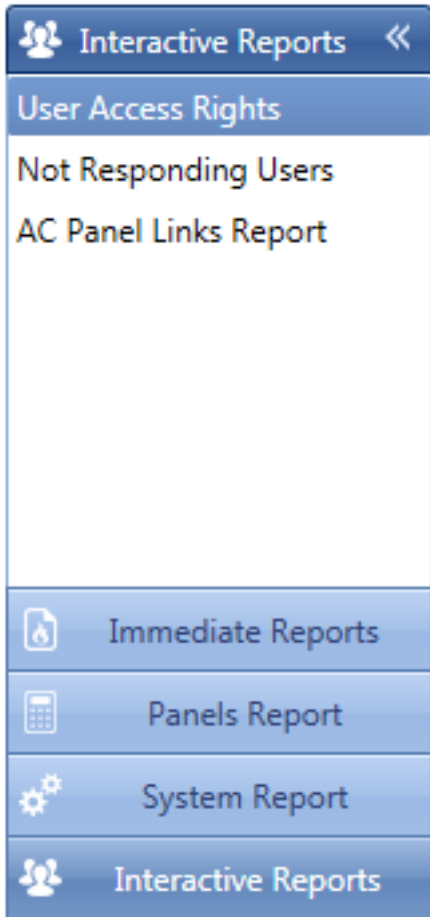 Interactive Reports
User Access Rights
Not Responding Users
AC Panel Links Report
Immediate Reports
Panels Report
System Report
Interactive Reports